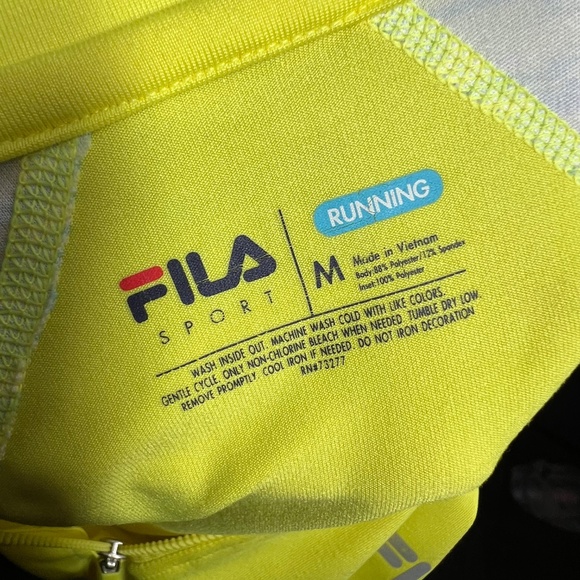 RUNNING
FILA
SPORT
M
Made in Vietnam
Body:88% Polyester/12% Spandex
Inset:100% Polyester
WASH INSIDE OUT. MACHINE WASH COLD WITH LIKE COLORS.
GENTLE CYCLE. ONLY NON-CHLORINE BLEACH WHEN NEEDED. TUMBLE DRY LOW.
REMOVE PROMPTLY. COOL IRON IF NEEDED. DO NOT IRON DECORATION
RN#73277